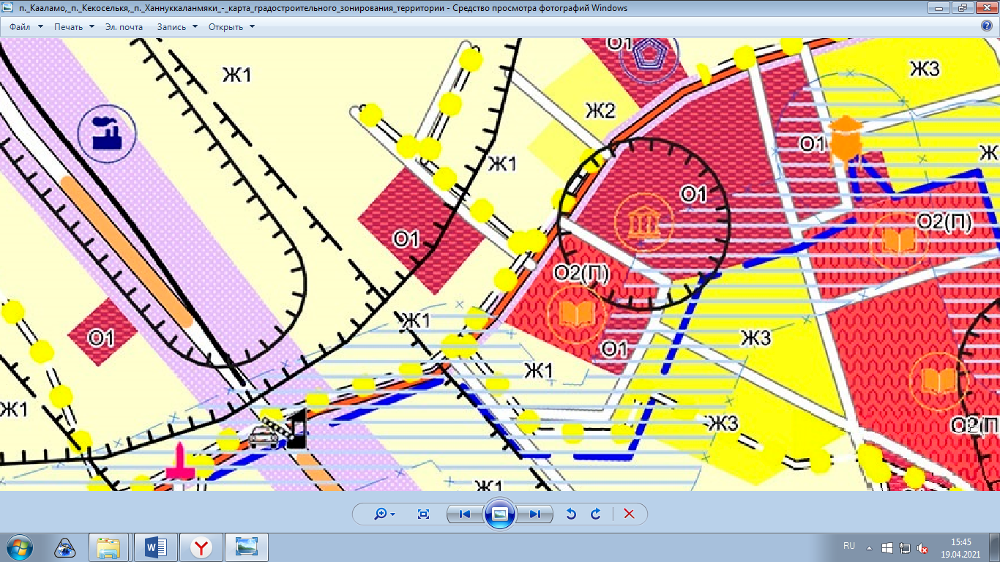 п._Кааламо,_п._Кекоселькя,_п._Ханнуккаланмяки_-_карта_градостроительного_зонирования_территории - Средство просмотра фотографий Windows
Файл Печать Эл. почта Запись Открыть
О1
Ж1
Ж3
Ж2
О1
Ж
Ж1
О1
О2(П)
О1
О2(П)
Ж1
О1
Ж3
О1
Ж1
Ж1
Ж3
О2(П
Ж1
RU
15:45
19.04.2021